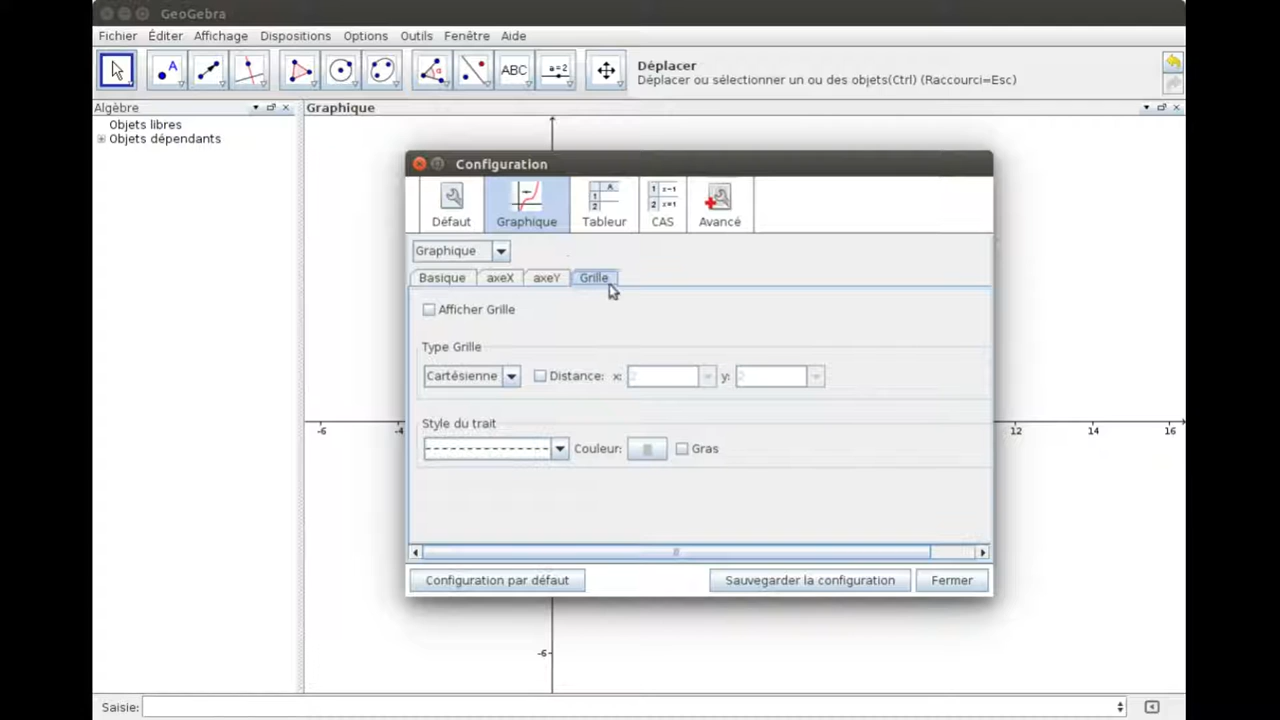 GeoGebra
Fichier Éditer Affichage Dispositions Options Outils Fenêtre Aide
A
ABC
a=2
Déplacer
Déplacer ou sélectionner un ou des objets(Ctrl) (Raccourci=Esc)
Algèbre
Graphique
Objets libres
Objets dépendants
Configuration
Défaut Graphique Tableur CAS Avancé
Graphique
Basique axeX axeY Grille
Afficher Grille
Type Grille
Cartésienne Distance: x: 2 y: 2
Style du trait
Couleur: Gras
-6 -4 12 14 16
Configuration par défaut Sauvegarder la configuration Fermer
-6
Saisie: